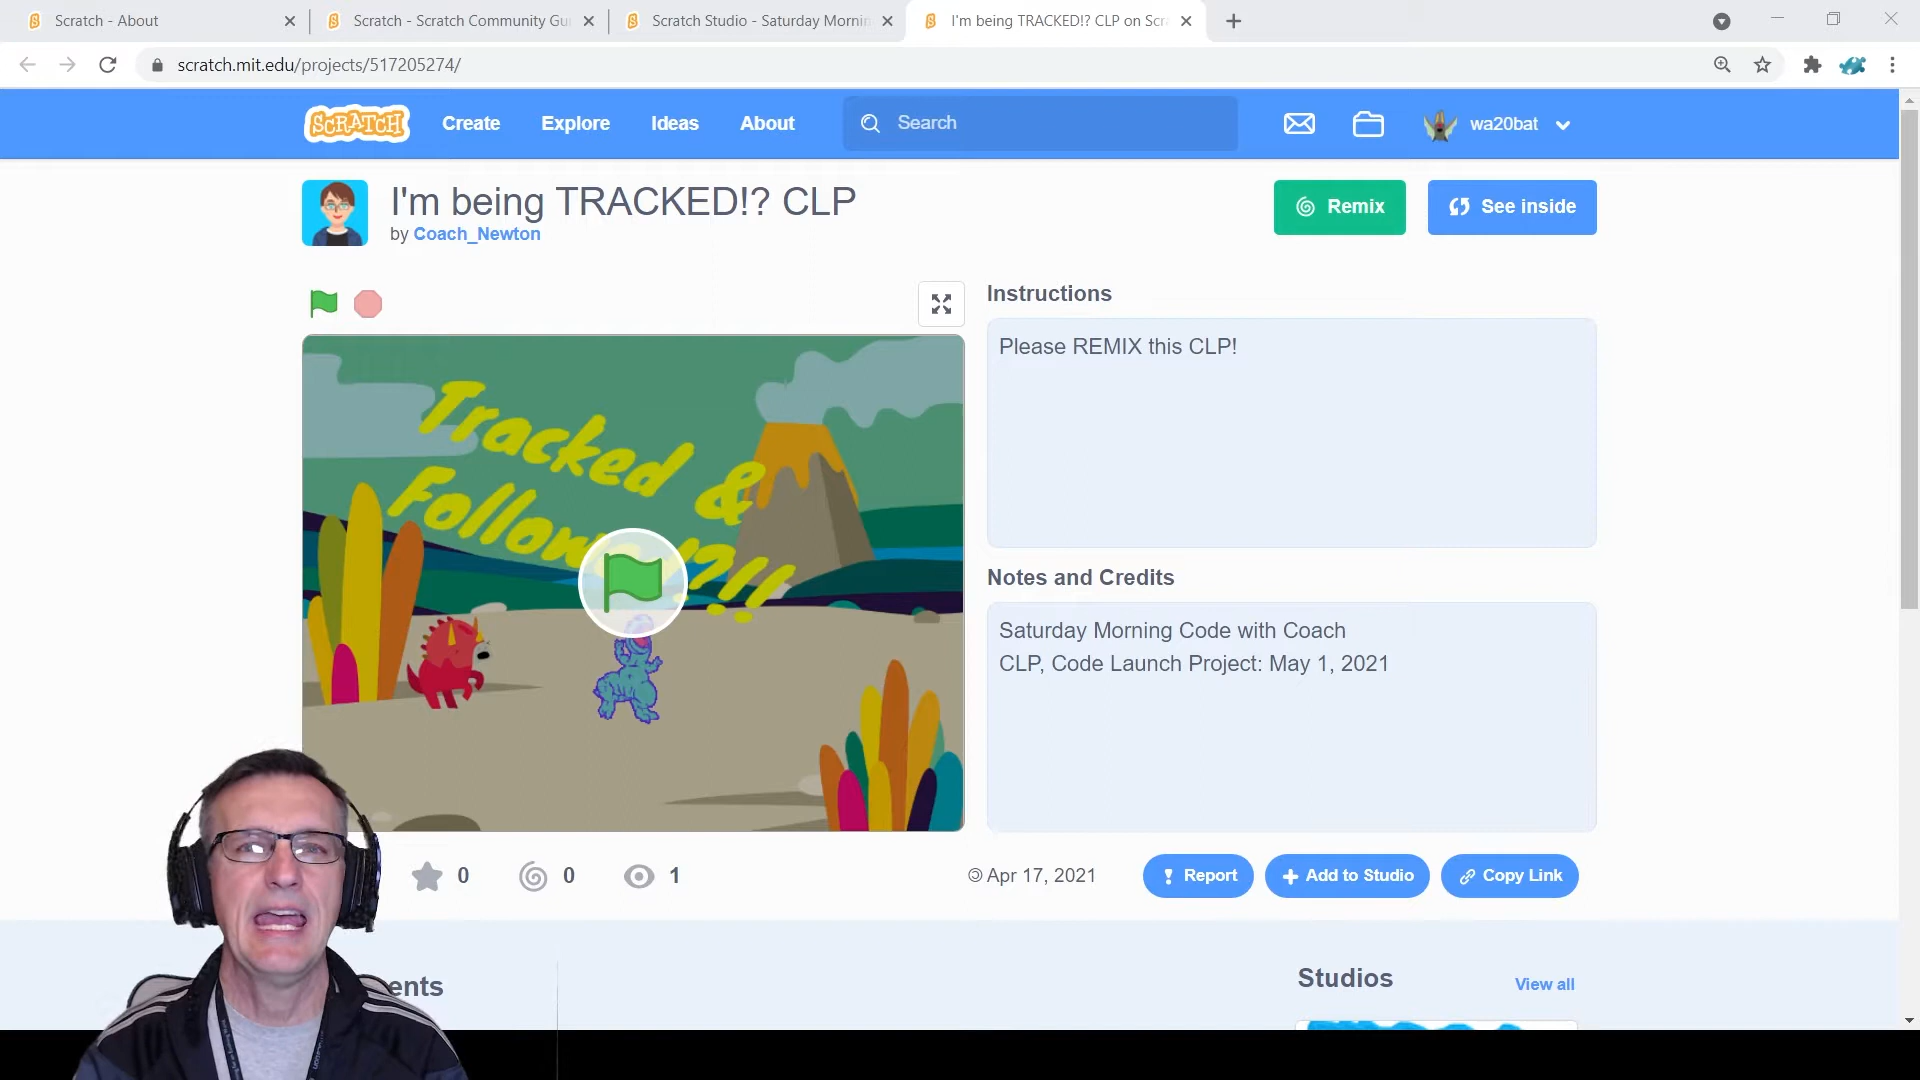 Scratch - About
Scratch - Scratch Community Gu
Scratch Studio - Saturday Mornin
I'm being TRACKED!? CLP on Scr
scratch.mit.edu/projects/517205274/
SCRATCH
Create
Explore
Ideas
About
Search
wa20bat
I'm being TRACKED!? CLP
by Coach_Newton
Remix
See inside
Instructions
Please REMIX this CLP!
Tracked &
Follow !?!!
Notes and Credits
Saturday Morning Code with Coach
CLP, Code Launch Project: May 1, 2021
0
0
1
Apr 17, 2021
Report
Add to Studio
Copy Link
ents
Studios
View all